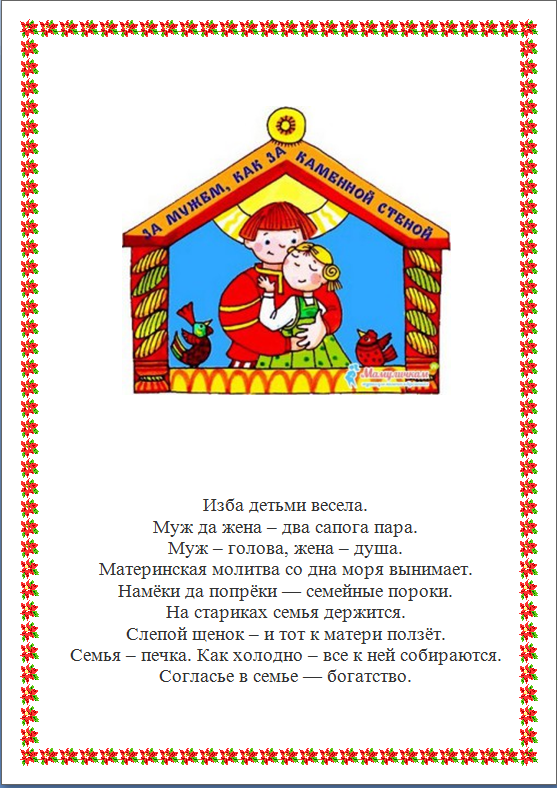 ЗА МУЖЕМ, КАК ЗА КАМЕННОЙ СТЕНОЙ
Мамуличкам
Изба детьми весела.
Муж да жена – два сапога пара.
Муж – голова, жена – душа.
Материнская молитва со дна моря вынимает.
Намёки да попрёки — семейные пороки.
На стариках семья держится.
Слепой щенок – и тот к матери ползёт.
Семья – печка. Как холодно – все к ней собираются.
Согласье в семье — богатство.